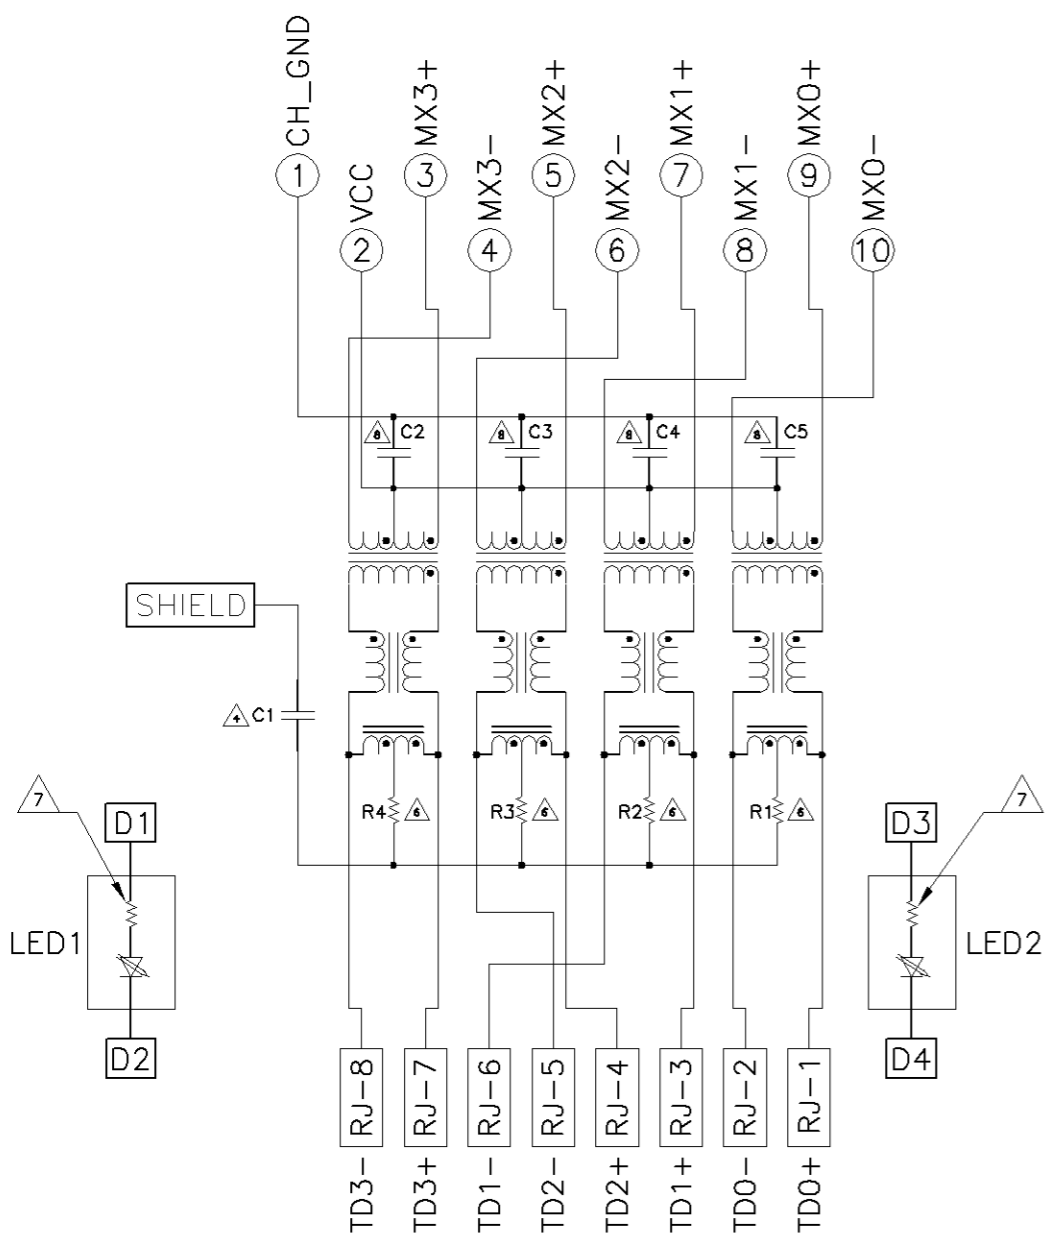 CH_GND
MX3+
MX2+
MX1+
MX0+
1
3
5
7
9
VCC
MX3-
MX2-
MX1-
MX0-
2
4
6
8
10
8 C2
8 C3
8 C4
8 C5
SHIELD
4 C1
7
7
D1
R4 6
R3 6
R2 6
R1 6
D3
LED1
LED2
D2
D4
RJ-8
RJ-7
RJ-6
RJ-5
RJ-4
RJ-3
RJ-2
RJ-1
TD3-
TD3+
TD1-
TD2-
TD2+
TD1+
TD0-
TD0+